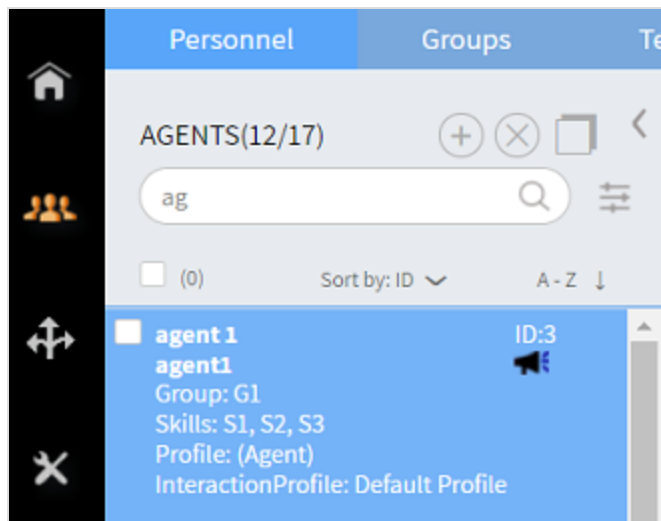 Personnel Groups
AGENTS(12/17)
ag
(0) Sort by: ID A - Z ↓
agent 1 ID:3
agent1
Group: G1
Skills: S1, S2, S3
Profile: (Agent)
InteractionProfile: Default Profile